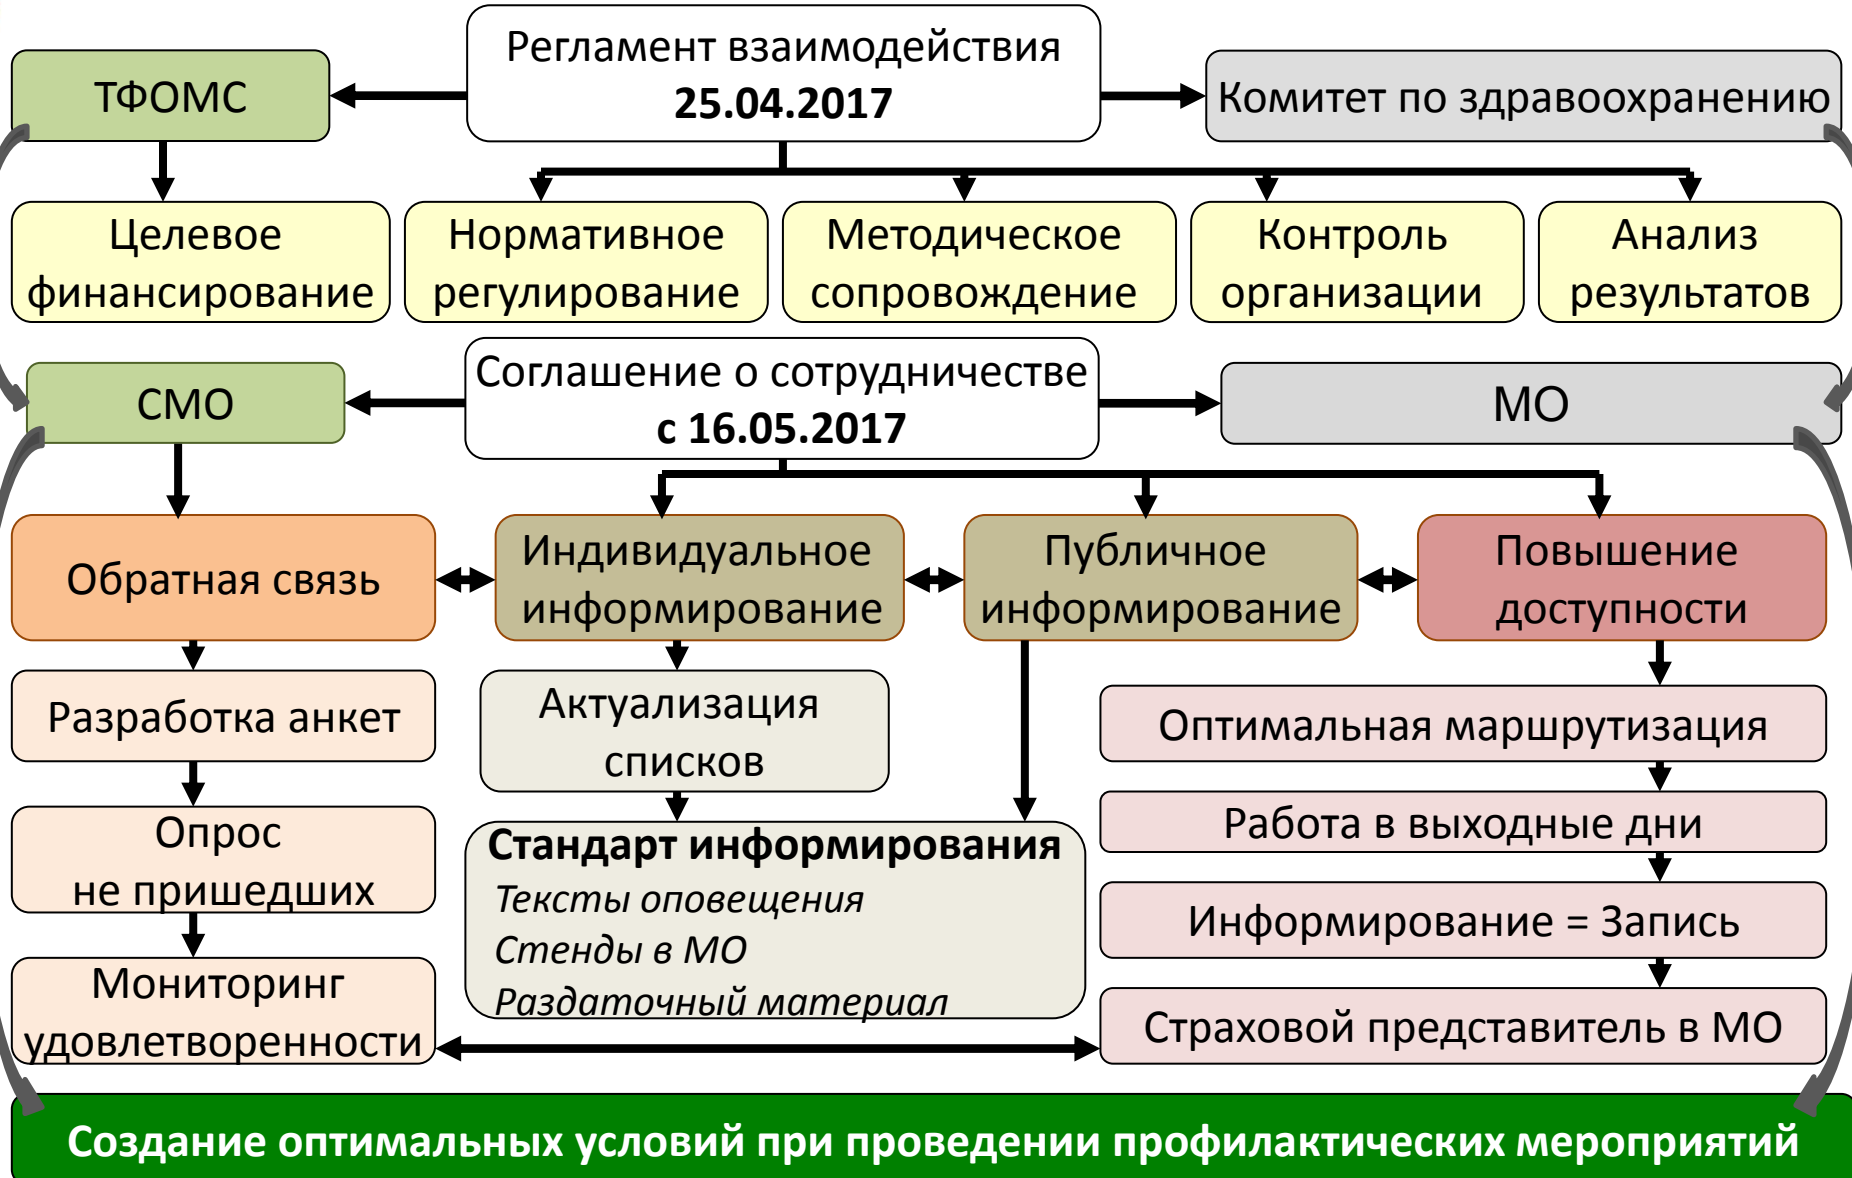 Регламент взаимодействия
25.04.2017
ТФОМС
Комитет по здравоохранению
Целевое
финансирование
Нормативное
регулирование
Методическое
сопровождение
Контроль
организации
Анализ
результатов
Соглашение о сотрудничестве
с 16.05.2017
СМО
МО
Обратная связь
Индивидуальное
информирование
Публичное
информирование
Повышение
доступности
Разработка анкет
Опрос
не пришедших
Мониторинг
удовлетворенности
Актуализация
списков
Стандарт информирования
Тексты оповещения
Стенды в МО
Раздаточный материал
Оптимальная маршрутизация
Работа в выходные дни
Информирование = Запись
Страховой представитель в МО
Создание оптимальных условий при проведении профилактических мероприятий